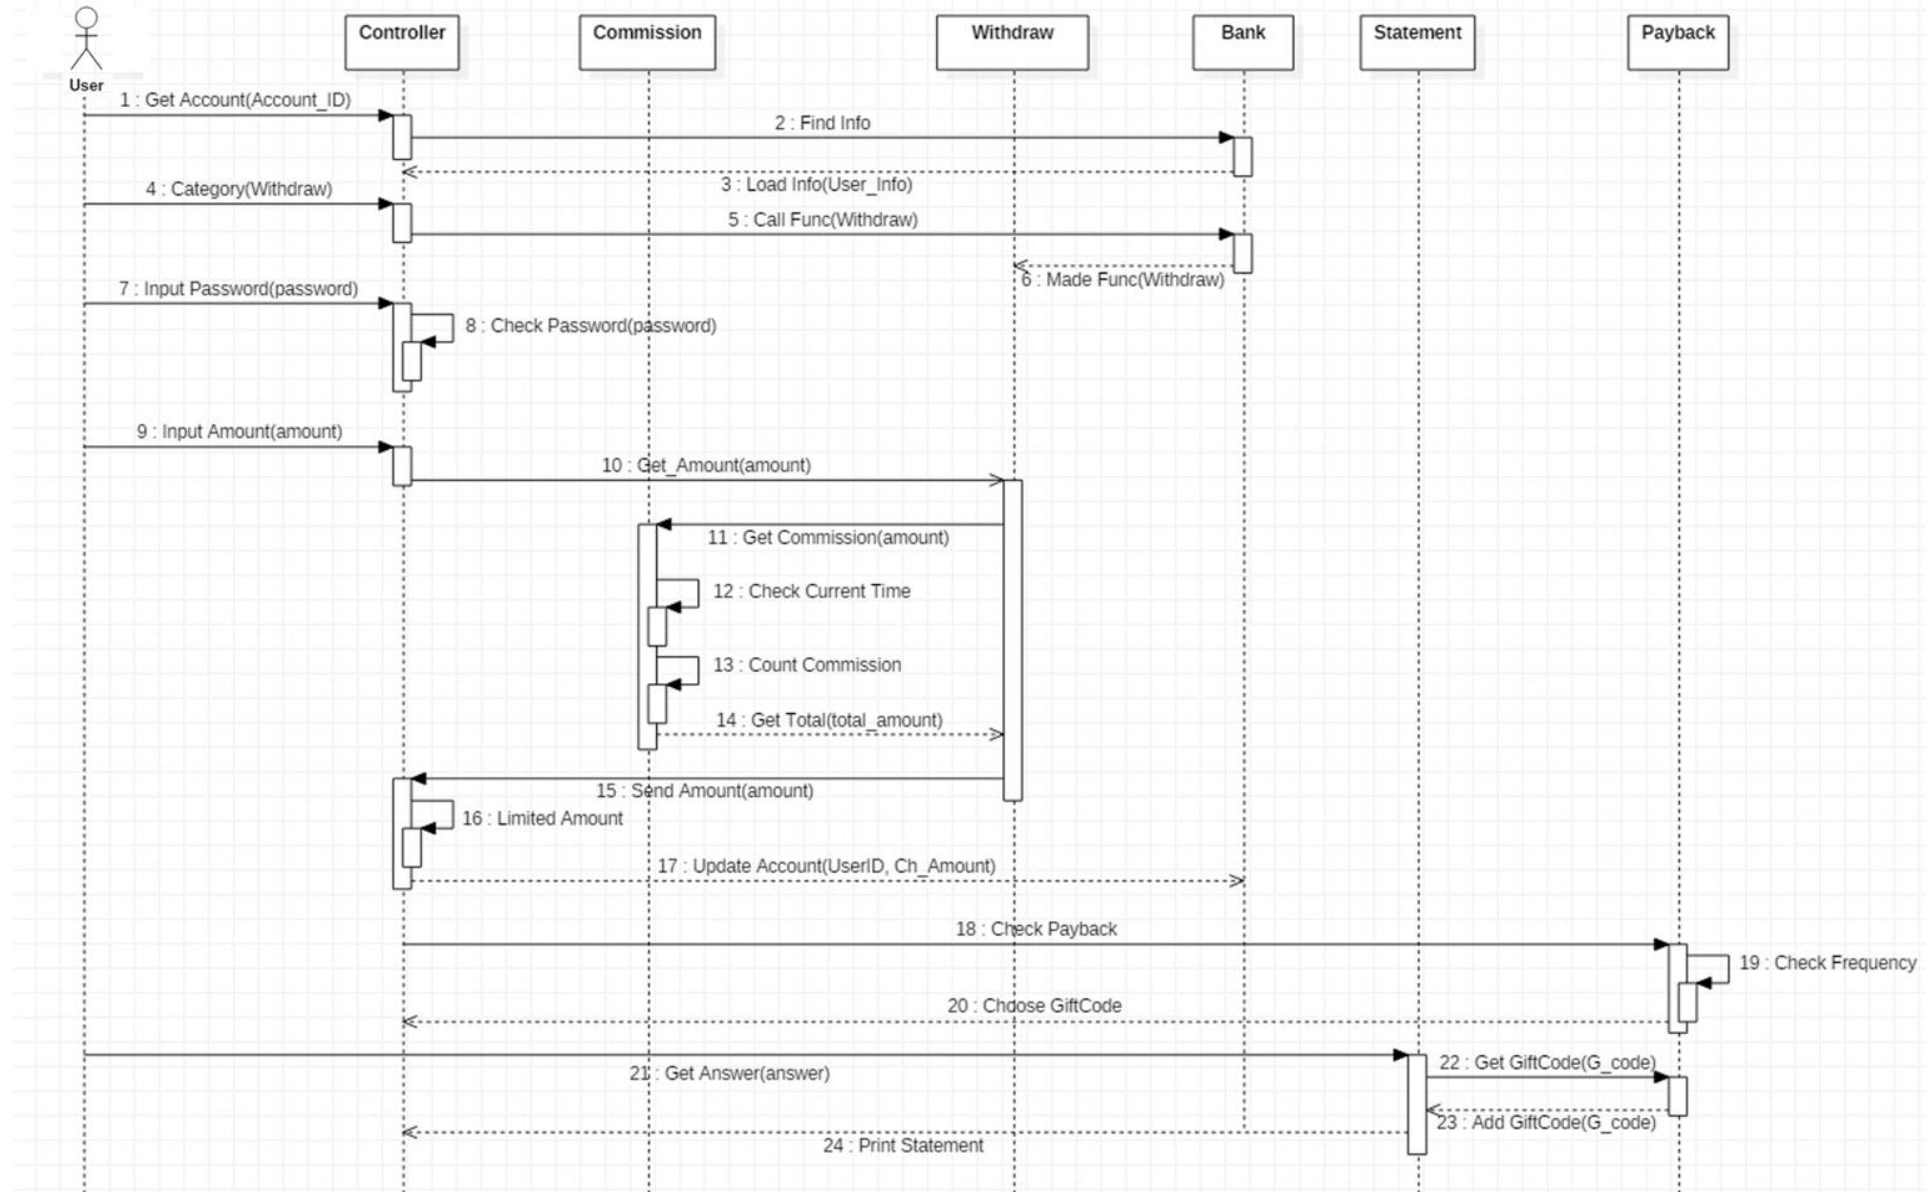 Controller
Commission
Withdraw
Bank
Statement
Payback
User
1 : Get Account(Account_ID)
2 : Find Info
3 : Load Info(User_Info)
4 : Category(Withdraw)
5 : Call Func(Withdraw)
6 : Made Func(Withdraw)
7 : Input Password(password)
8 : Check Password(password)
9 : Input Amount(amount)
10 : Get_Amount(amount)
11 : Get Commission(amount)
12 : Check Current Time
13 : Count Commission
14 : Get Total(total_amount)
15 : Send Amount(amount)
16 : Limited Amount
17 : Update Account(UserID, Ch_Amount)
18 : Check Payback
19 : Check Frequency
20 : Choose GiftCode
21 : Get Answer(answer)
22 : Get GiftCode(G_code)
23 : Add GiftCode(G_code)
24 : Print Statement